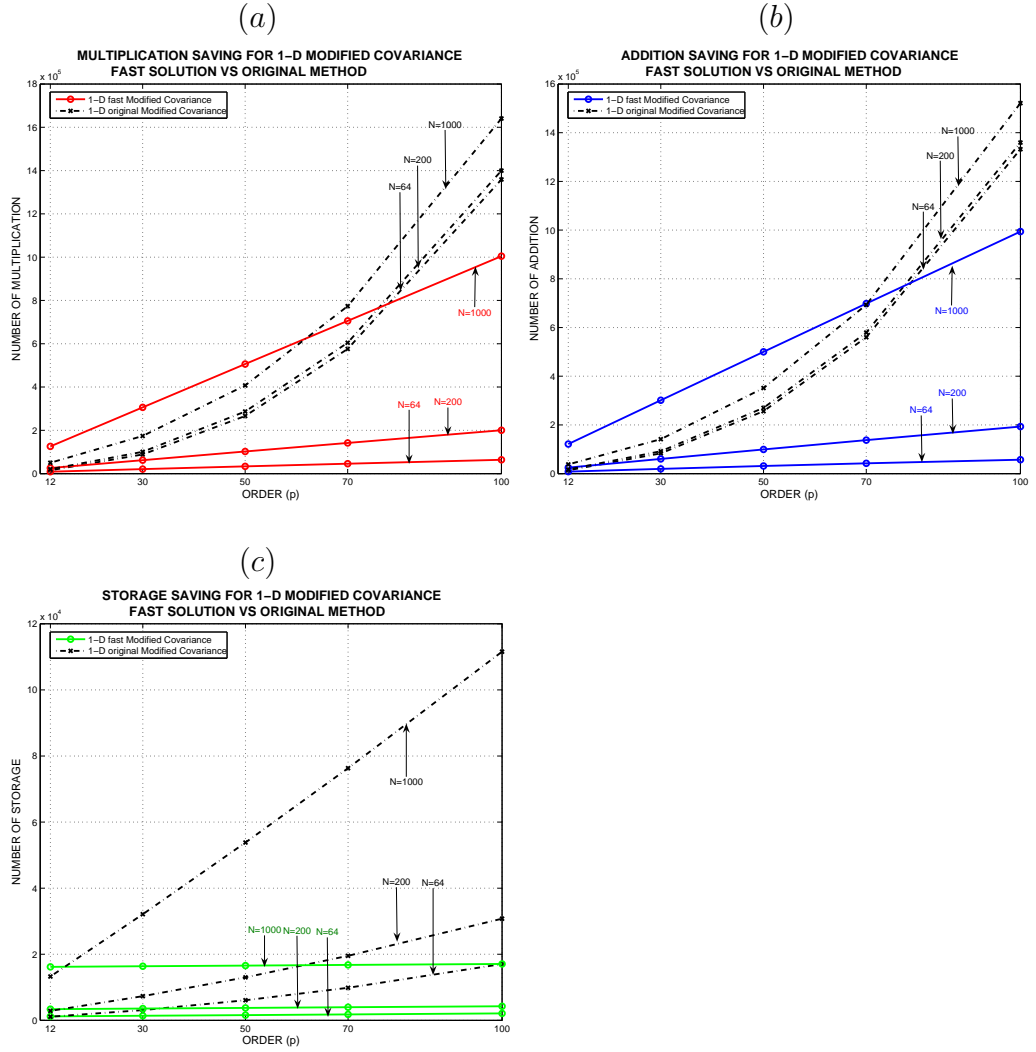 (a)
MULTIPLICATION SAVING FOR 1−D MODIFIED COVARIANCE
FAST SOLUTION VS ORIGINAL METHOD
x 10^5
18
16
14
12
10
8
6
4
2
0
12
30
50
70
100
NUMBER OF MULTIPLICATION
ORDER (p)
1−D fast Modified Covariance
1−D original Modified Covariance
N=1000
N=200
N=64
N=1000
N=200
N=64
(b)
ADDITION SAVING FOR 1−D MODIFIED COVARIANCE
FAST SOLUTION VS ORIGINAL METHOD
x 10^5
16
14
12
10
8
6
4
2
0
12
30
50
70
100
NUMBER OF ADDITION
ORDER (p)
1−D fast Modified Covariance
1−D original Modified Covariance
N=1000
N=200
N=64
N=1000
N=200
N=64
(c)
STORAGE SAVING FOR 1−D MODIFIED COVARIANCE
FAST SOLUTION VS ORIGINAL METHOD
x 10^4
12
10
8
6
4
2
0
12
30
50
70
100
NUMBER OF STORAGE
ORDER (p)
1−D fast Modified Covariance
1−D original Modified Covariance
N=1000
N=200
N=64
N=1000
N=200
N=64